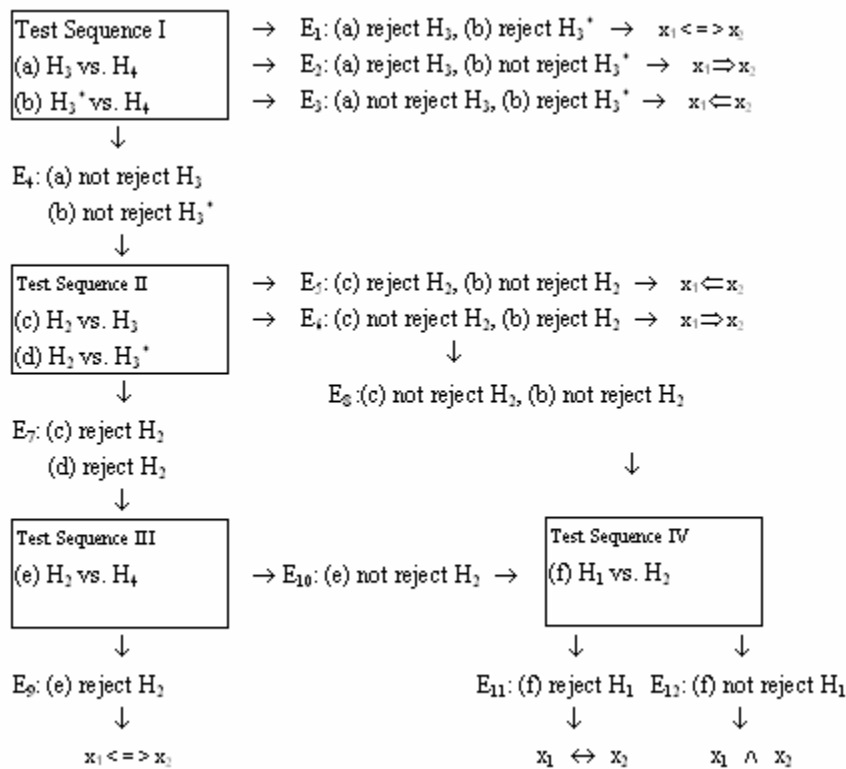 Test Sequence I
(a) H₃ vs. H₄
(b) H₃* vs. H₄
→ E₁: (a) reject H₃, (b) reject H₃* → x₁ < = > x₂
→ E₂: (a) reject H₃, (b) not reject H₃* → x₁⇒x₂
→ E₃: (a) not reject H₃, (b) reject H₃* → x₁⇐x₂
↓
E₄: (a) not reject H₃
(b) not reject H₃*
↓
Test Sequence II
(c) H₂ vs. H₃
(d) H₂ vs. H₃*
→ E₅: (c) reject H₂, (b) not reject H₂ → x₁⇐x₂
→ E₆: (c) not reject H₂, (b) reject H₂ → x₁⇒x₂
↓
E₈:(c) not reject H₂, (b) not reject H₂
↓
↓
E₇: (c) reject H₂
(d) reject H₂
↓
Test Sequence III
(e) H₂ vs. H₄
→ E₁₀: (e) not reject H₂ →
Test Sequence IV
(f) H₁ vs. H₂
↓
E₉: (e) reject H₂
↓
x₁ < = > x₂
↓ ↓
E₁₁: (f) reject H₁ E₁₂: (f) not reject H₁
↓ ↓
x₁ ↔ x₂ x₁ ∧ x₂